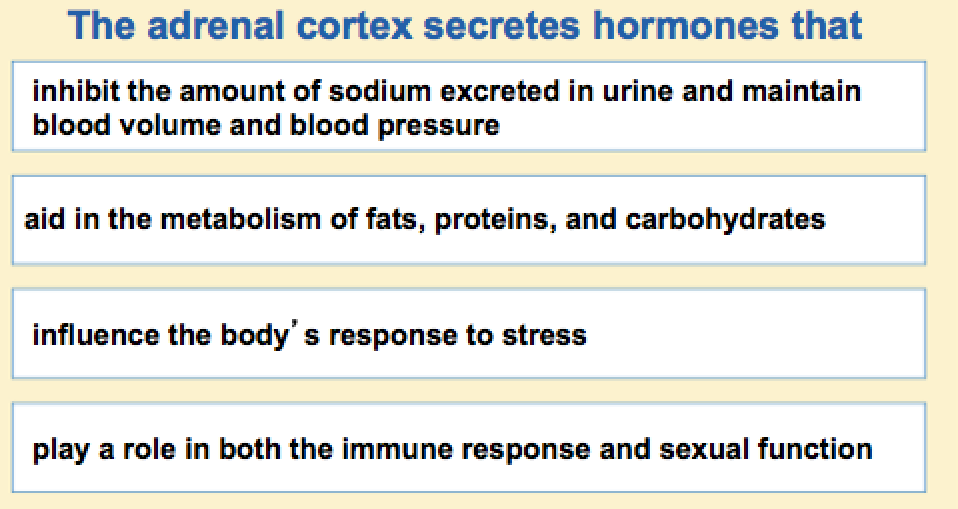 The adrenal cortex secretes hormones that
inhibit the amount of sodium excreted in urine and maintain
blood volume and blood pressure
aid in the metabolism of fats, proteins, and carbohydrates
influence the body’s response to stress
play a role in both the immune response and sexual function